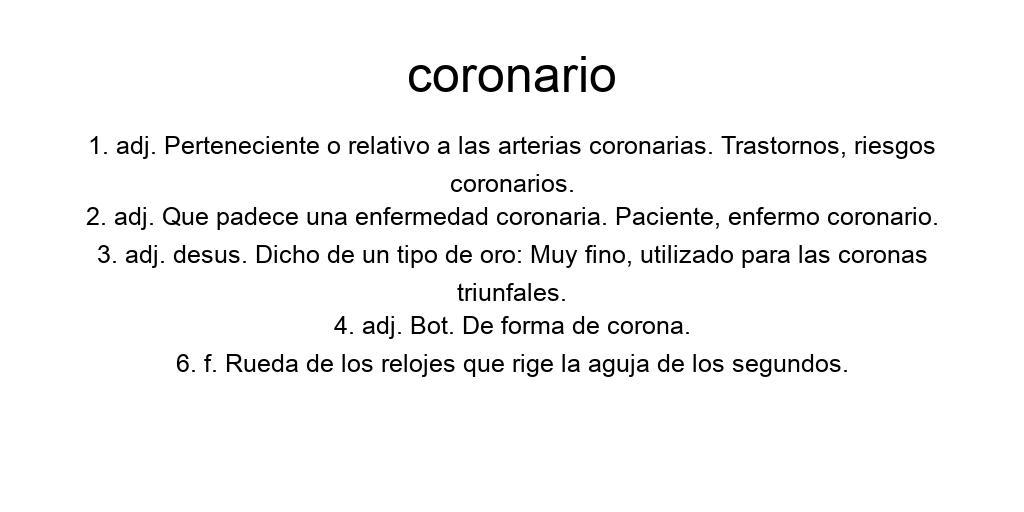 coronario
1. adj. Perteneciente o relativo a las arterias coronarias. Trastornos, riesgos
coronarios.
2. adj. Que padece una enfermedad coronaria. Paciente, enfermo coronario.
3. adj. desus. Dicho de un tipo de oro: Muy fino, utilizado para las coronas
triunfales.
4. adj. Bot. De forma de corona.
6. f. Rueda de los relojes que rige la aguja de los segundos.